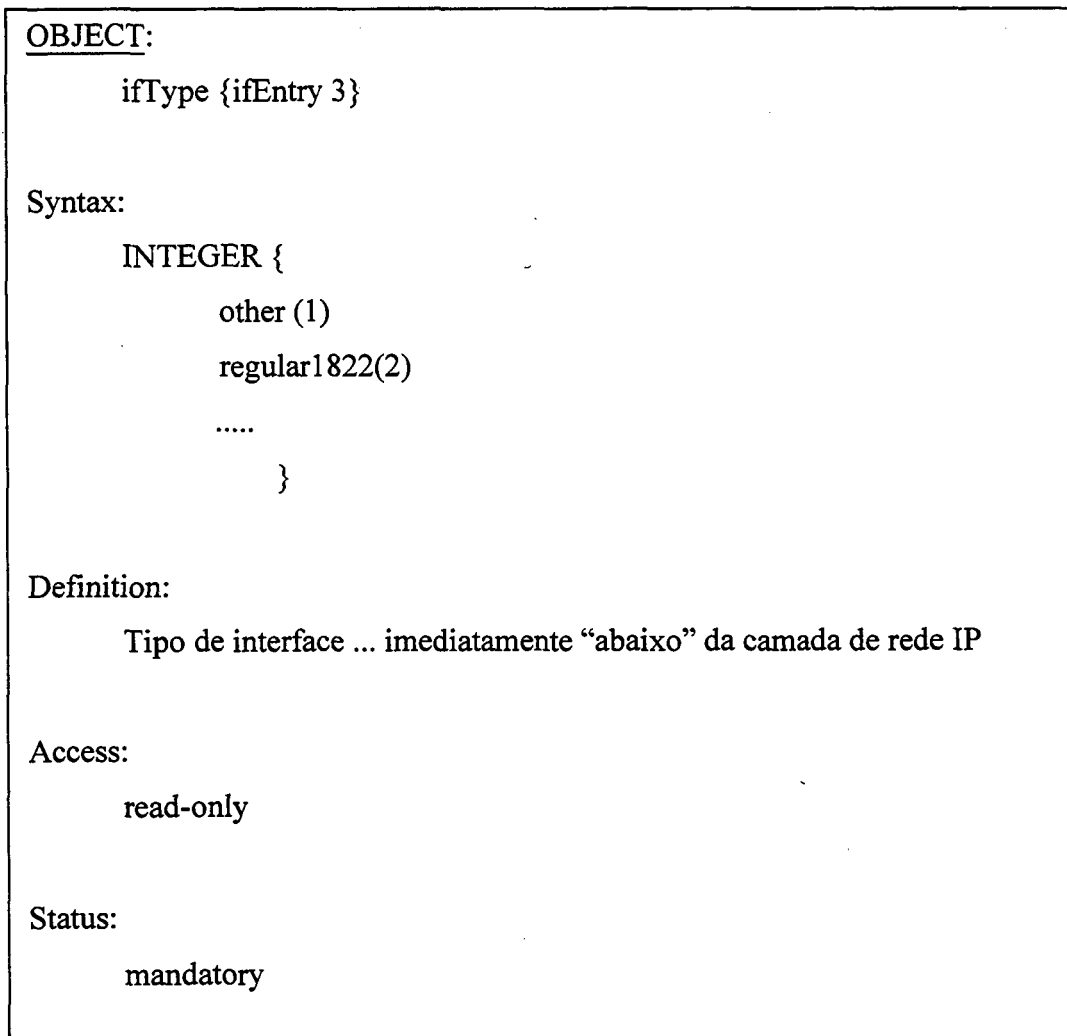 OBJECT:
ifType {ifEntry 3}
Syntax:
INTEGER {
other (1)
regular1822(2)
.....
}
Definition:
Tipo de interface ... imediatamente “abaixo” da camada de rede IP
Access:
read-only
Status:
mandatory